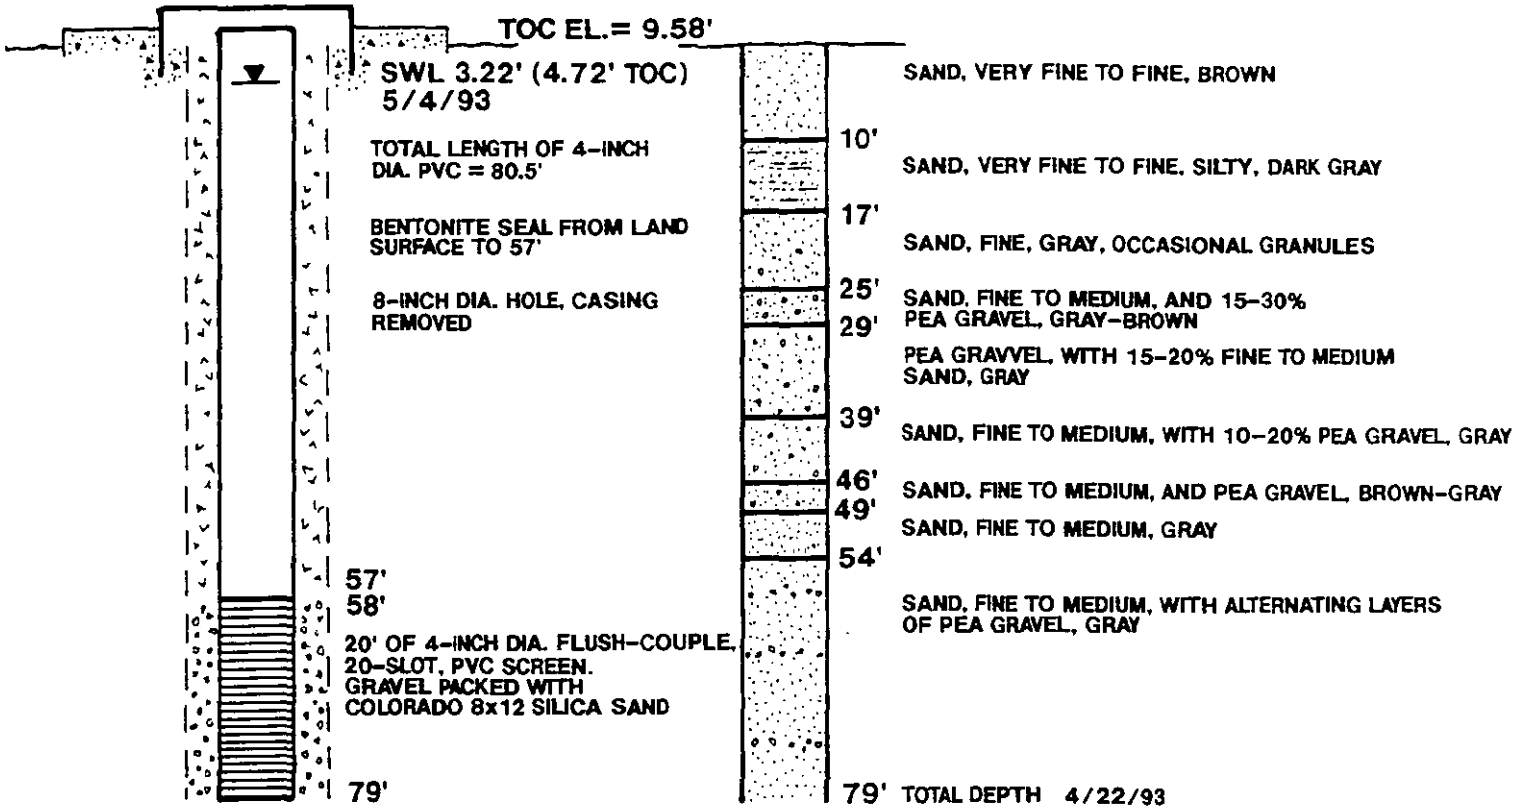 TOC EL.= 9.58'
SWL 3.22' (4.72' TOC)
5/4/93
TOTAL LENGTH OF 4-INCH
DIA. PVC = 80.5'
BENTONITE SEAL FROM LAND
SURFACE TO 57'
8-INCH DIA. HOLE, CASING
REMOVED
57'
58'
20' OF 4-INCH DIA. FLUSH-COUPLE,
20-SLOT, PVC SCREEN.
GRAVEL PACKED WITH
COLORADO 8x12 SILICA SAND
79'
SAND, VERY FINE TO FINE, BROWN
10'
SAND, VERY FINE TO FINE, SILTY, DARK GRAY
17'
SAND, FINE, GRAY, OCCASIONAL GRANULES
25'
SAND, FINE TO MEDIUM, AND 15-30%
PEA GRAVEL, GRAY-BROWN
29'
PEA GRAVVEL, WITH 15-20% FINE TO MEDIUM
SAND, GRAY
39'
SAND, FINE TO MEDIUM, WITH 10-20% PEA GRAVEL, GRAY
46'
SAND, FINE TO MEDIUM, AND PEA GRAVEL, BROWN-GRAY
49'
SAND, FINE TO MEDIUM, GRAY
54'
SAND, FINE TO MEDIUM, WITH ALTERNATING LAYERS
OF PEA GRAVEL, GRAY
79' TOTAL DEPTH 4/22/93